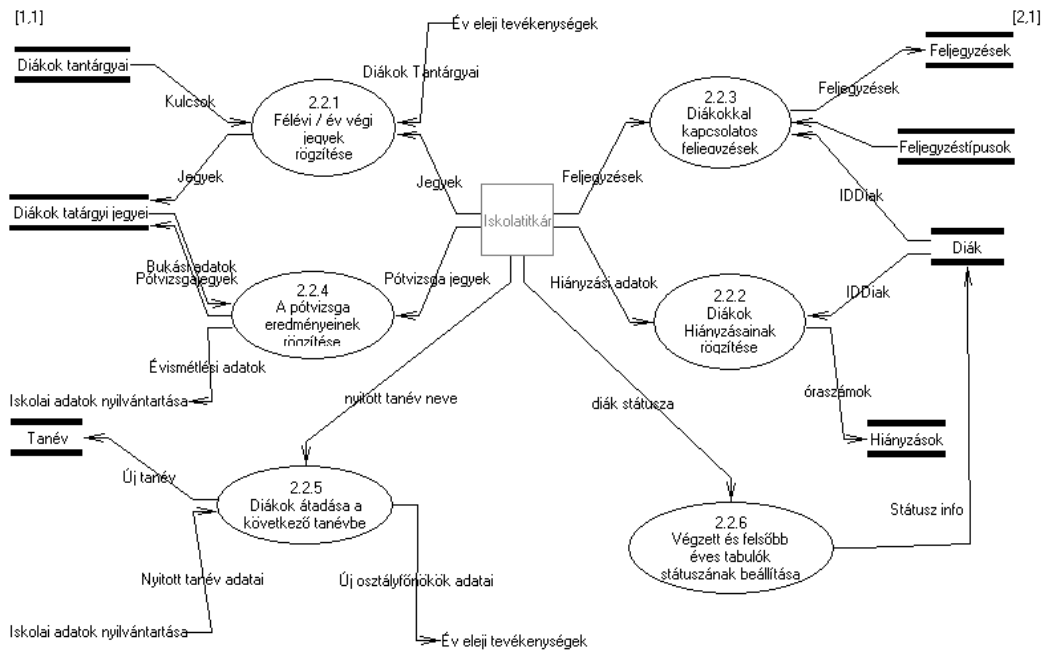 [1,1]
[2,1]
Év eleji tevékenységek
Diákok tantárgyai
Diákok Tantárgyai
Kulcsok
2.2.1
Félévi / év végi
jegyek
rögzítése
Jegyek
Jegyek
Diákok tatárgyi jegyei
Bukási adatok
Pótvizsgajegyek
2.2.4
A pótvizsga
eredményeinek
rögzítése
Pótvizsga jegyek
Évismétlési adatok
Iskolai adatok nyilvántartása
Iskolatitkár
Feljegyzések
Feljegyzések
Feljegyzések
2.2.3
Diákokkal
kapcsolatos
feljegyzések
Feljegyzéstípusok
IDDiak
Diák
Hiányzási adatok
2.2.2
Diákok
Hiányzásainak
rögzítése
IDDiak
óraszámok
Hiányzások
nyitott tanév neve
diák státusza
Tanév
Új tanév
2.2.5
Diákok átadása a
következő tanévbe
Nyitott tanév adatai
Új osztályfőnökök adatai
Iskolai adatok nyilvántartása
Év eleji tevékenységek
2.2.6
Végzett és felsőbb
éves tabulók
státuszának beállítása
Státusz info